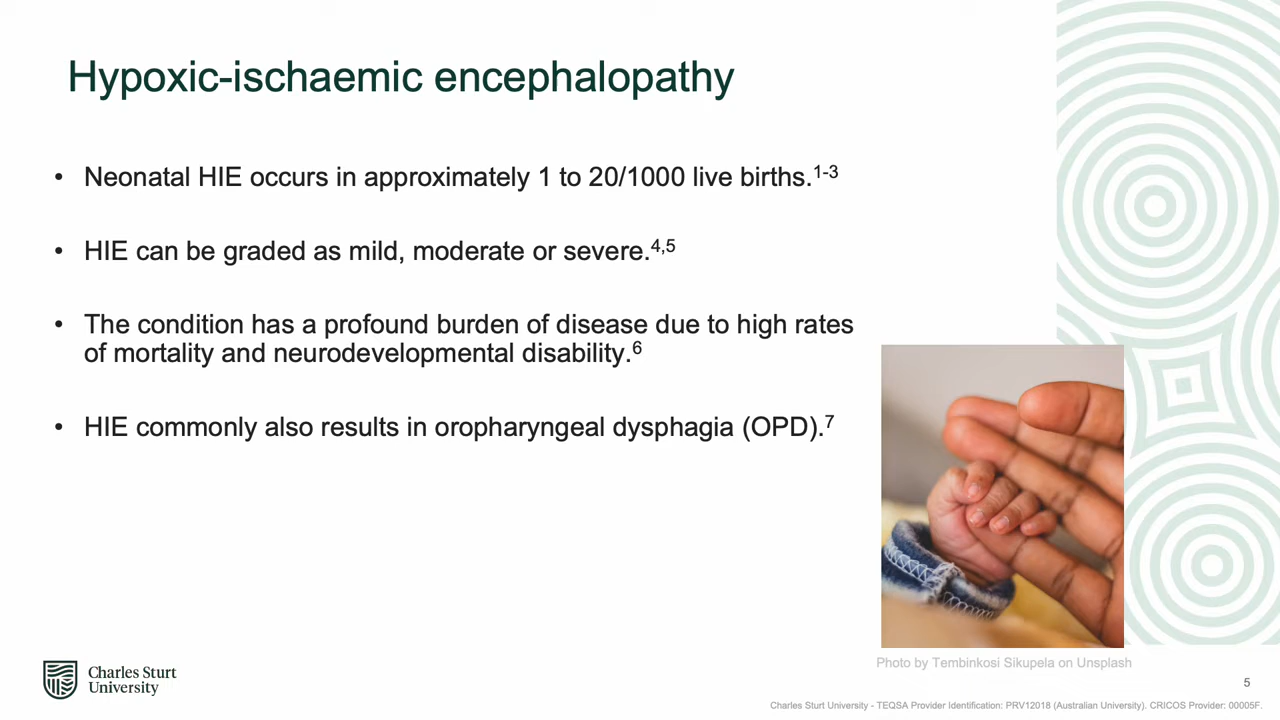 Hypoxic-ischaemic encephalopathy
• Neonatal HIE occurs in approximately 1 to 20/1000 live births.1-3
• HIE can be graded as mild, moderate or severe.4,5
• The condition has a profound burden of disease due to high rates
of mortality and neurodevelopmental disability.6
• HIE commonly also results in oropharyngeal dysphagia (OPD).7
Photo by Tembinkosi Sikupela on Unsplash
Charles Sturt
University
5
Charles Sturt University - TEQSA Provider Identification: PRV12018 (Australian University). CRICOS Provider: 00005F.